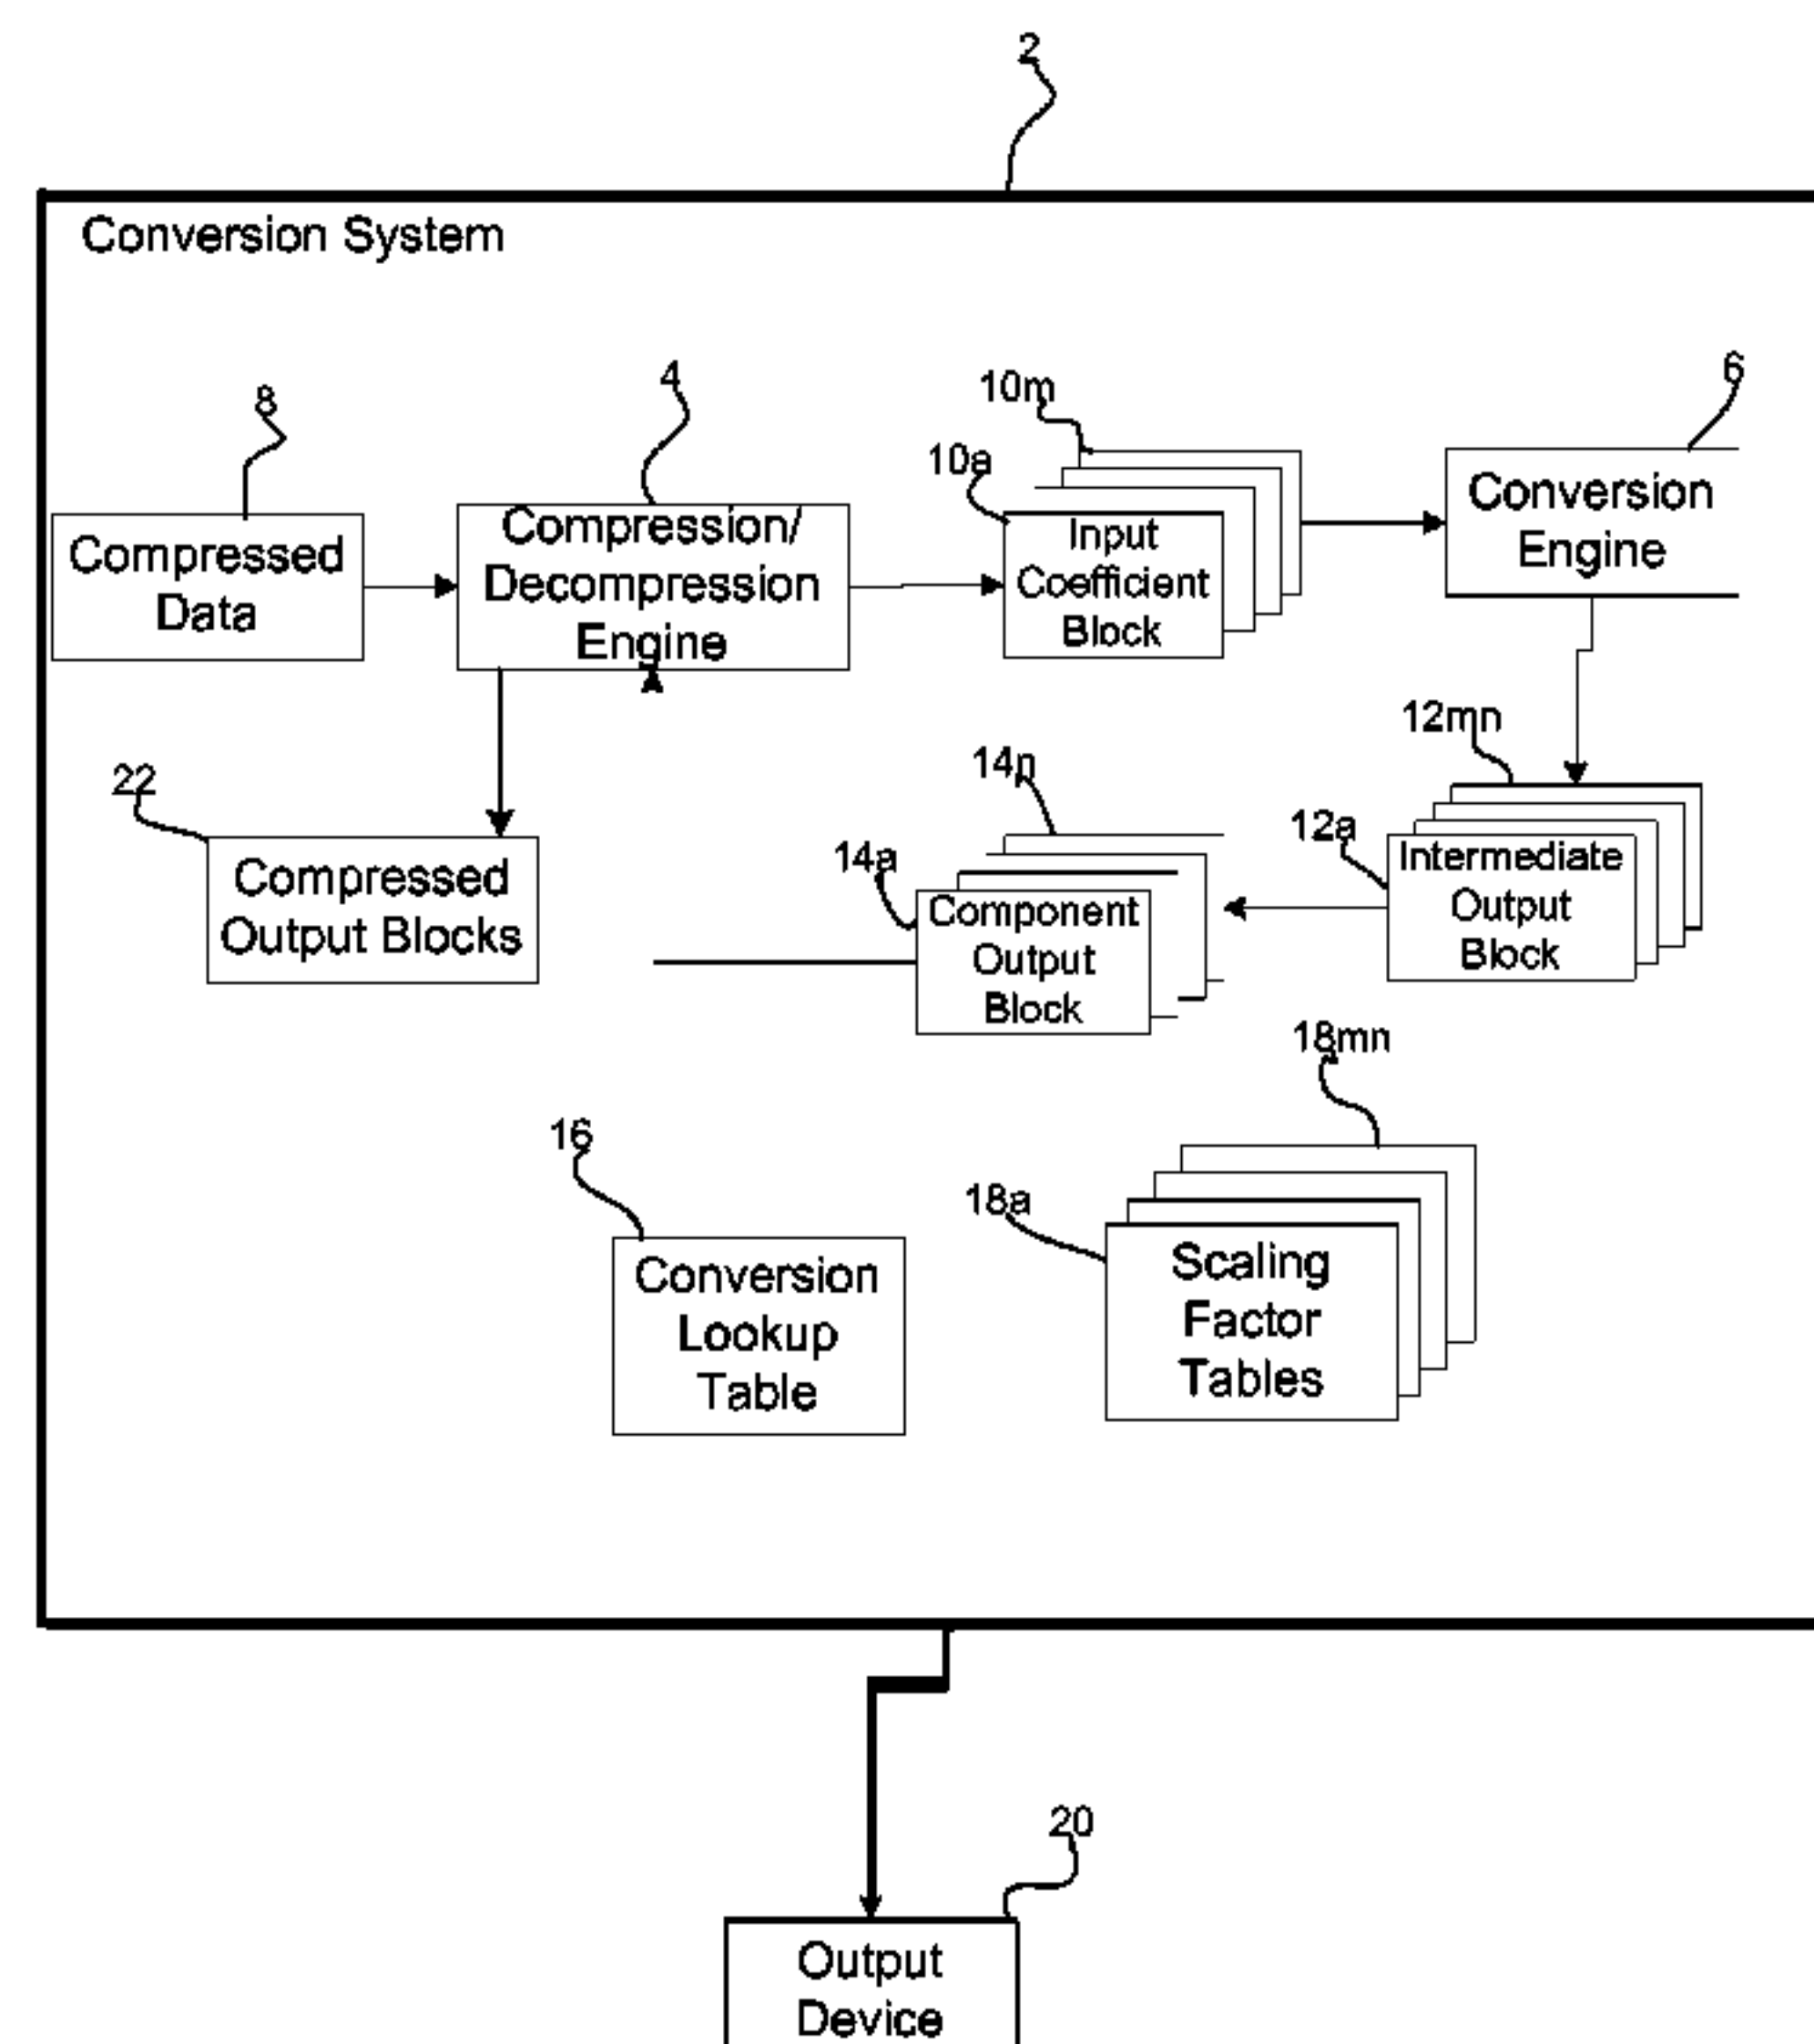 2
Conversion System
8
4
10m
10a
6
Compressed
Data
Compression/
Decompression
Engine
Input
Coefficient
Block
Conversion
Engine
22
14n
14a
12mn
12a
Compressed
Output Blocks
Component
Output
Block
Intermediate
Output
Block
16
18a
18mn
Conversion
Lookup
Table
Scaling
Factor
Tables
20
Output
Device